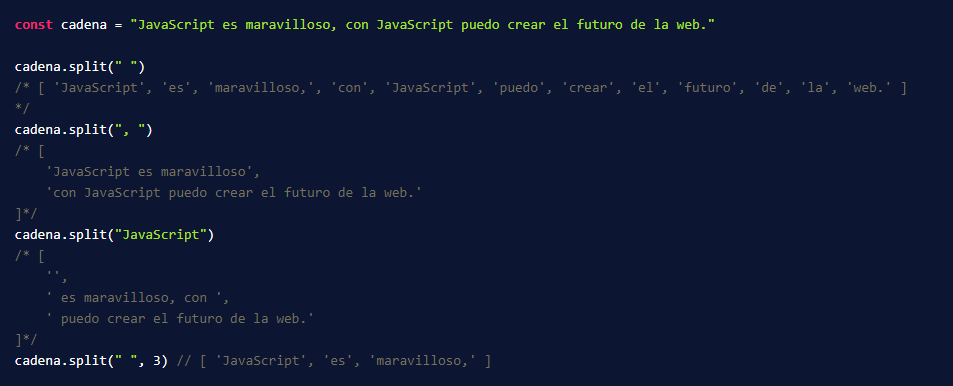 const cadena = "JavaScript es maravilloso, con JavaScript puedo crear el futuro de la web."
cadena.split(" ")
/* [ 'JavaScript', 'es', 'maravilloso,', 'con', 'JavaScript', 'puedo', 'crear', 'el', 'futuro', 'de', 'la', 'web.' ]
*/
cadena.split(", ")
/* [
    'JavaScript es maravilloso',
    'con JavaScript puedo crear el futuro de la web.'
]*/
cadena.split("JavaScript")
/* [
    '',
    ' es maravilloso, con ',
    ' puedo crear el futuro de la web.'
]*/
cadena.split(" ", 3) // [ 'JavaScript', 'es', 'maravilloso,' ]